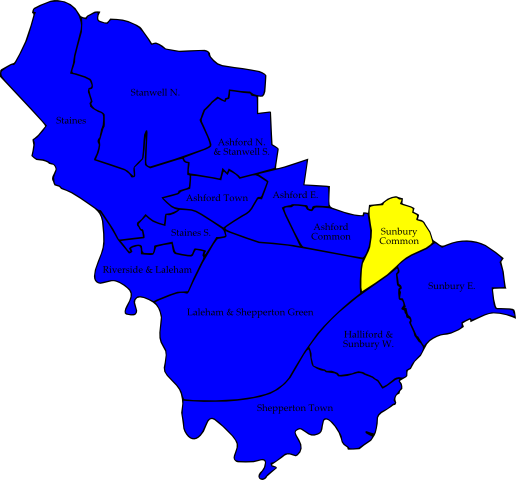 Stanwell N.
Staines
Ashford N.
& Stanwell S.
Ashford Town
Ashford E.
Ashford
Common
Sunbury
Common
Staines S.
Riverside & Laleham
Sunbury E.
Laleham & Shepperton Green
Halliford &
Sunbury W.
Shepperton Town